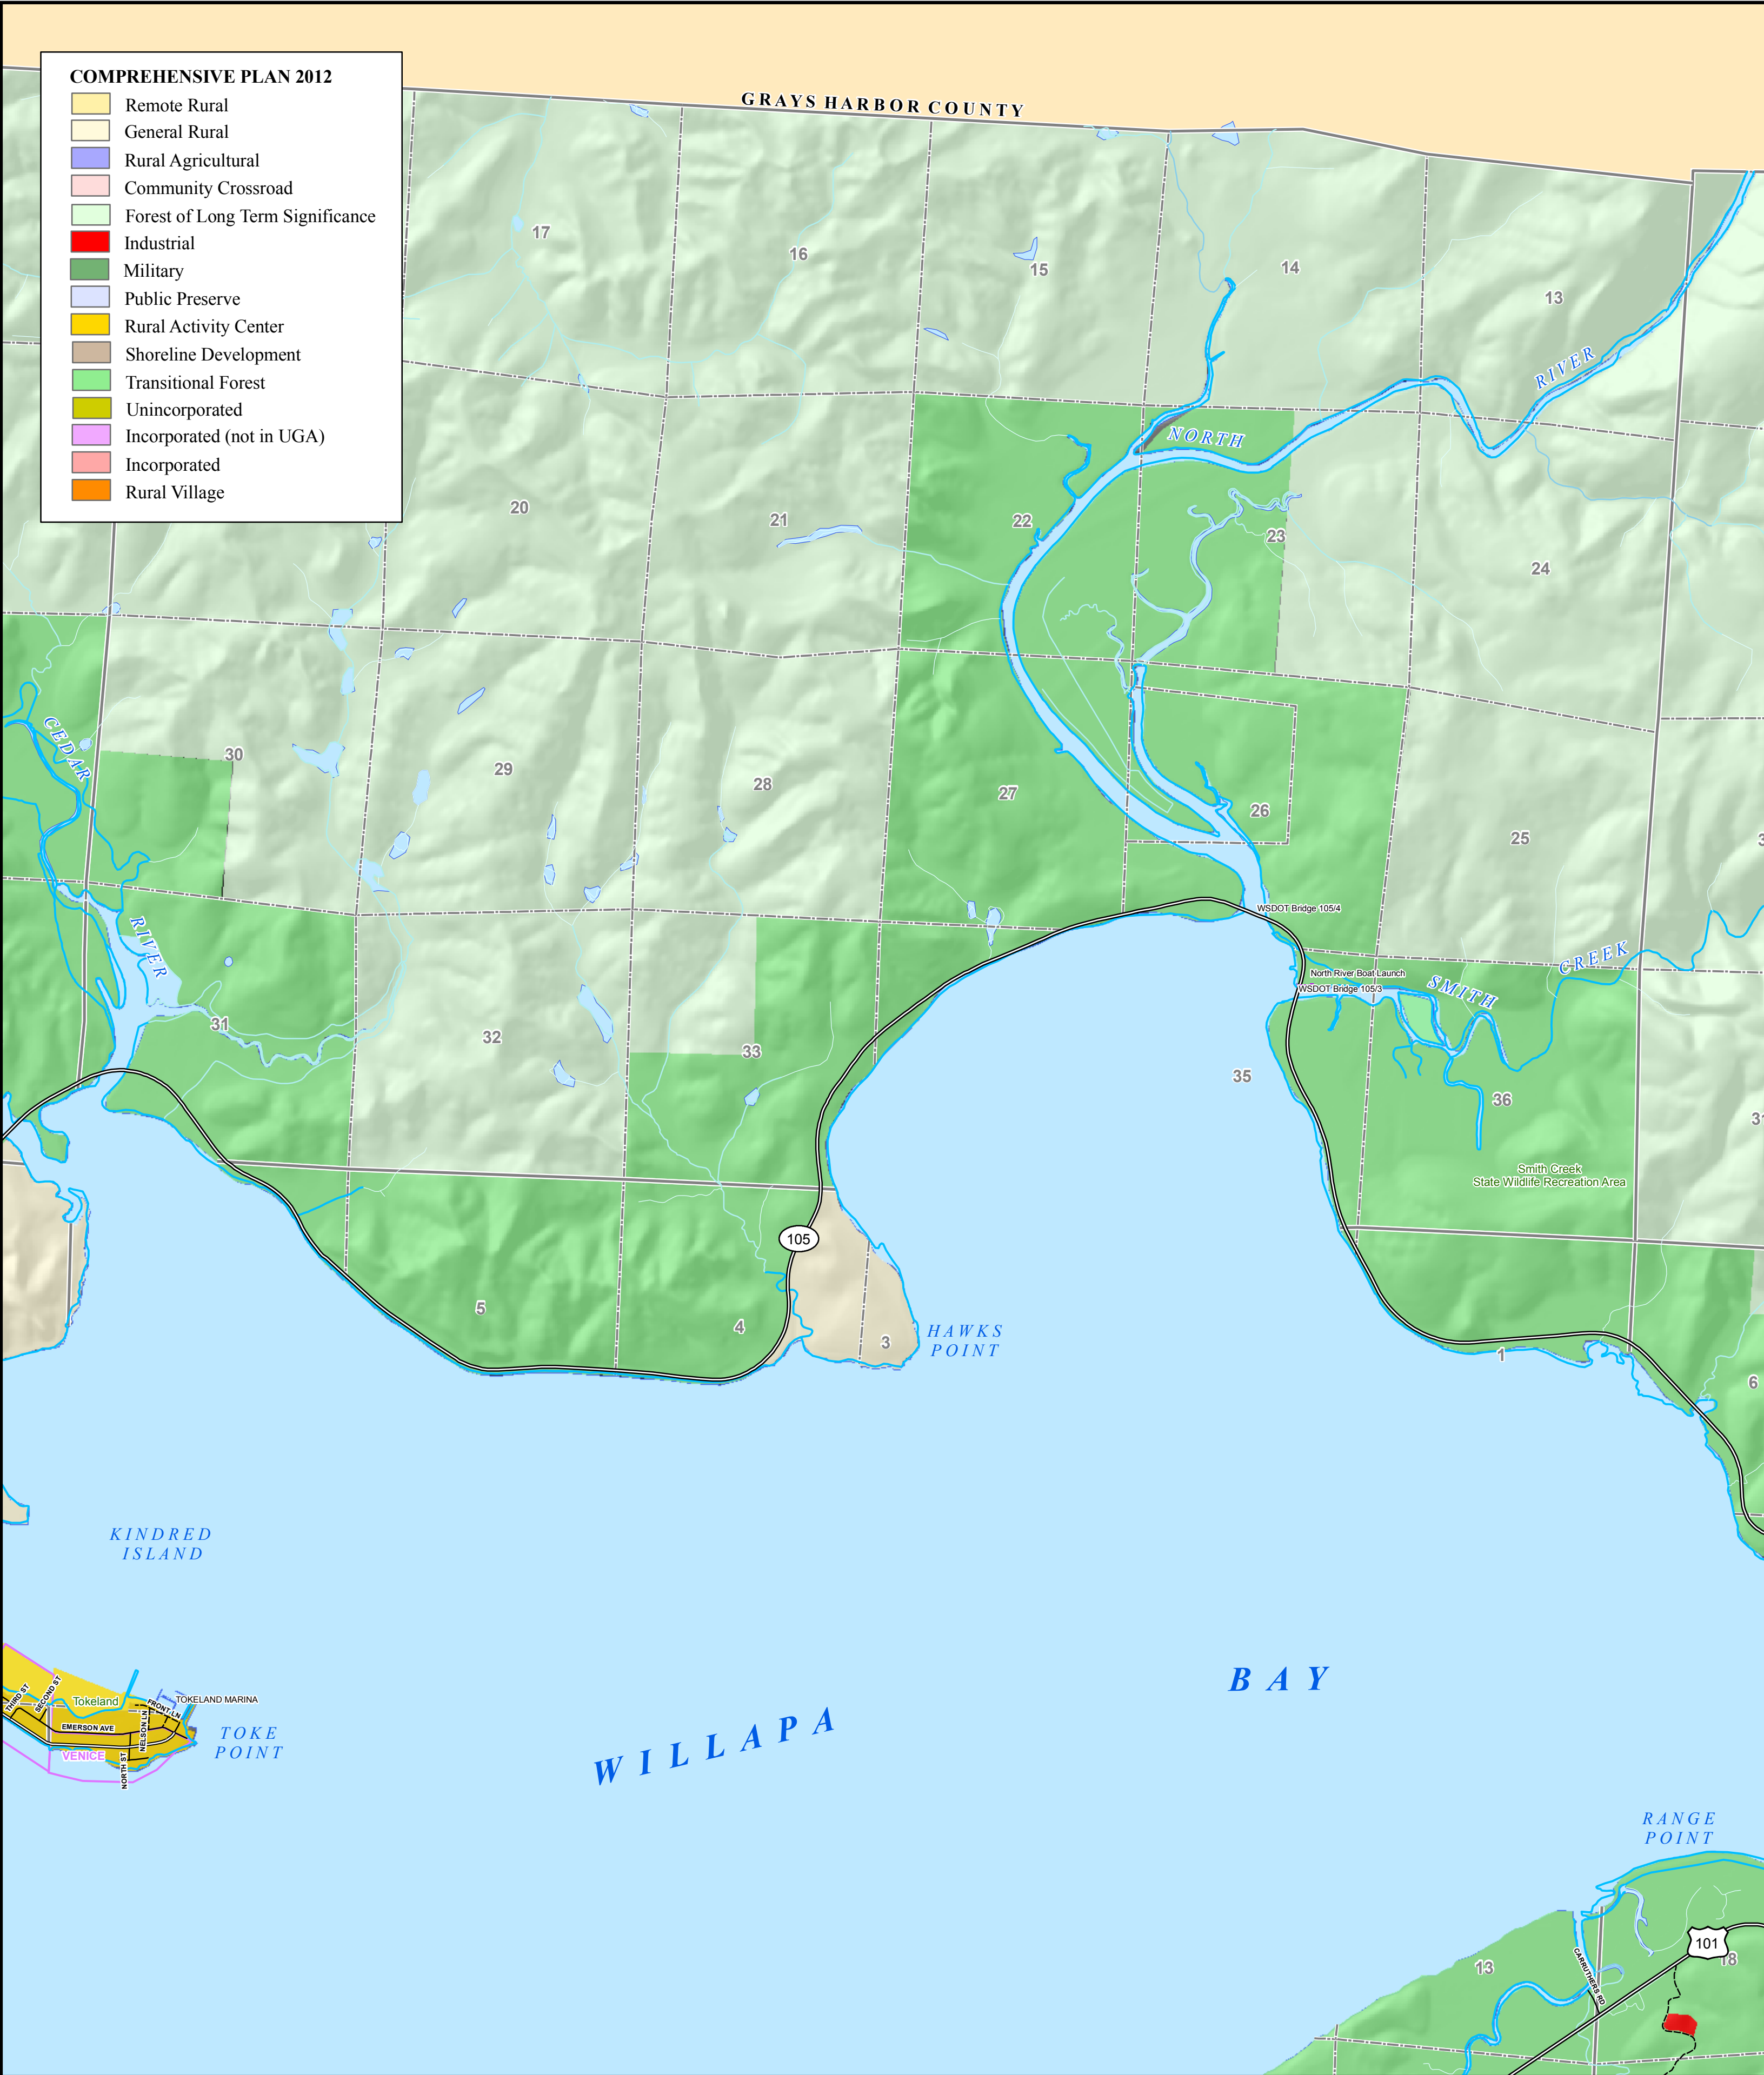 COMPREHENSIVE PLAN 2012
Remote Rural
General Rural
Rural Agricultural
Community Crossroad
Forest of Long Term Significance
Industrial
Military
Public Preserve
Rural Activity Center
Shoreline Development
Transitional Forest
Unincorporated
Incorporated (not in UGA)
Incorporated
Rural Village
GRAYS HARBOR COUNTY
17
16
15
14
13
RIVER
NORTH
20
21
22
23
24
CEDAR
30
29
28
27
26
25
WSDOT Bridge 105/4
RIVER
North River Boat Launch
WSDOT Bridge 105/3
SMITH
CREEK
31
32
33
35
36
31
Smith Creek
State Wildlife Recreation Area
105
5
4
3
HAWKS
POINT
1
6
KINDRED
ISLAND
THIRD ST
SECOND ST
Tokeland
FRONT LN
TOKELAND MARINA
EMERSON AVE
NELSON LN
VENICE
NORTH ST
TOKE
POINT
WILLAPA
BAY
RANGE
POINT
13
CARRUTHERS RD
101
18